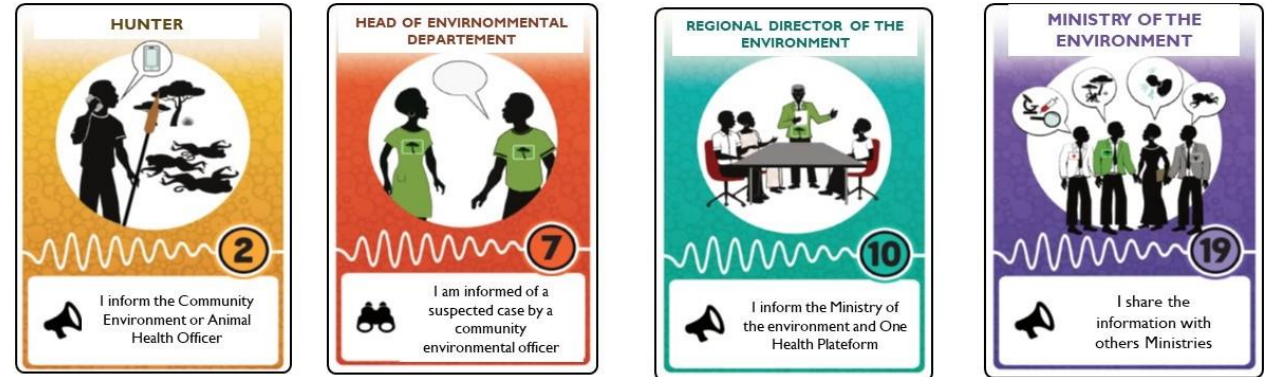 HUNTER
2
I inform the Community
Environment or Animal
Health Officer
HEAD OF ENVIRNOMMENTAL
DEPARTEMENT
7
I am informed of a
suspected case by a
community
environmental officer
REGIONAL DIRECTOR OF THE
ENVIRONMENT
10
I inform the Ministry of
the environment and One
Health Plateform
MINISTRY OF THE
ENVIRONMENT
19
I share the
information with
others Ministries